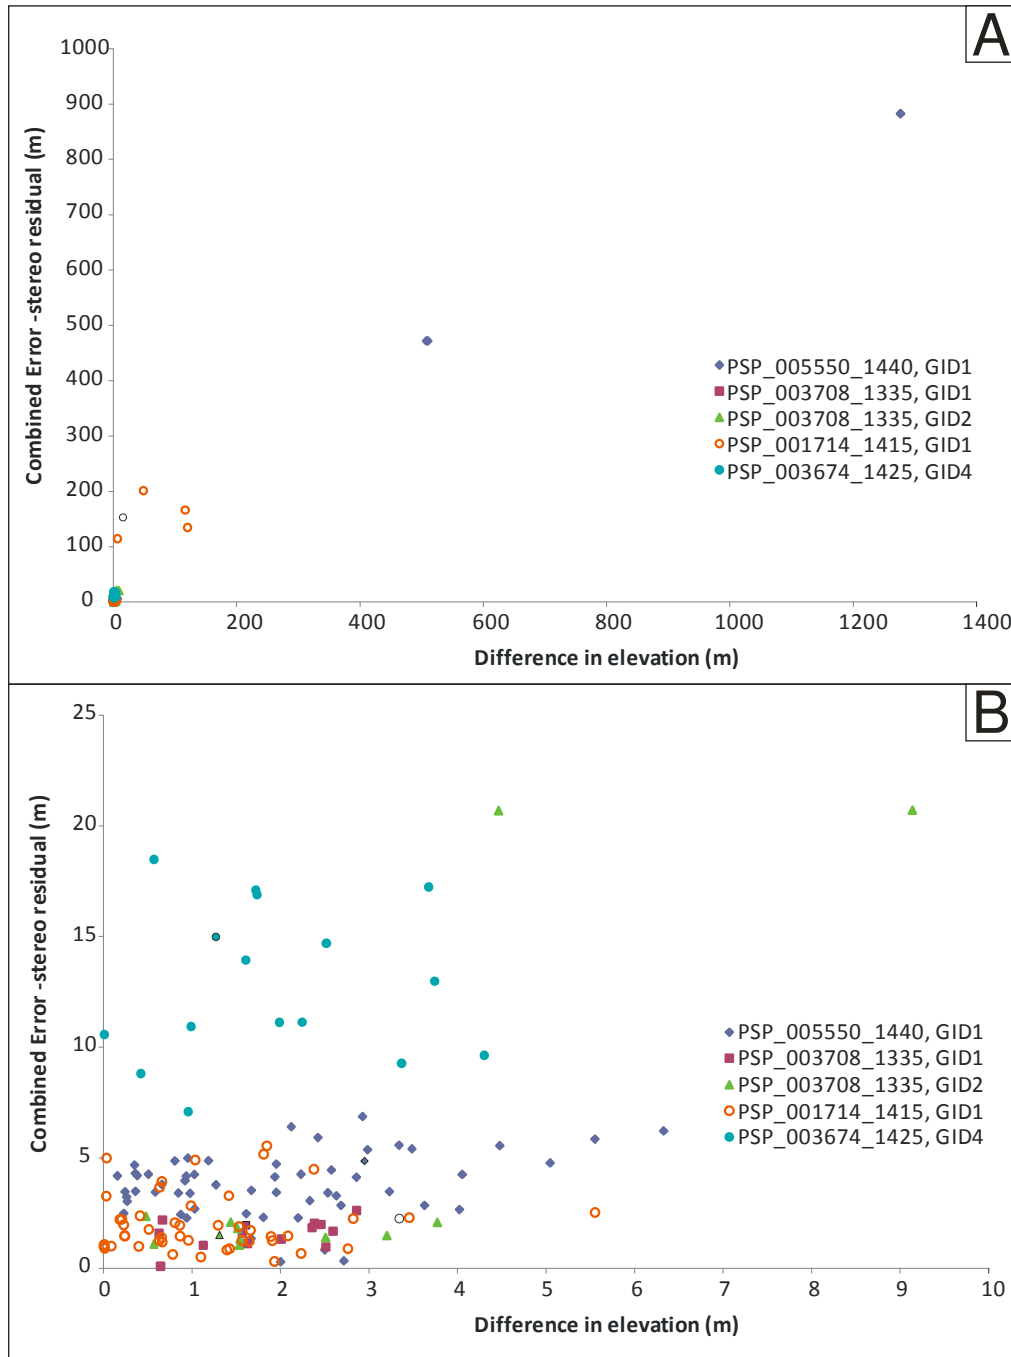 A
1000
900
800
700
600
500
400
300
200
100
0
Combined Error -stereo residual (m)
PSP_005550_1440, GID1
PSP_003708_1335, GID1
PSP_003708_1335, GID2
PSP_001714_1415, GID1
PSP_003674_1425, GID4
0 200 400 600 800 1000 1200 1400
Difference in elevation (m)
B
25
20
15
10
5
0
Combined Error -stereo residual (m)
PSP_005550_1440, GID1
PSP_003708_1335, GID1
PSP_003708_1335, GID2
PSP_001714_1415, GID1
PSP_003674_1425, GID4
0 1 2 3 4 5 6 7 8 9 10
Difference in elevation (m)